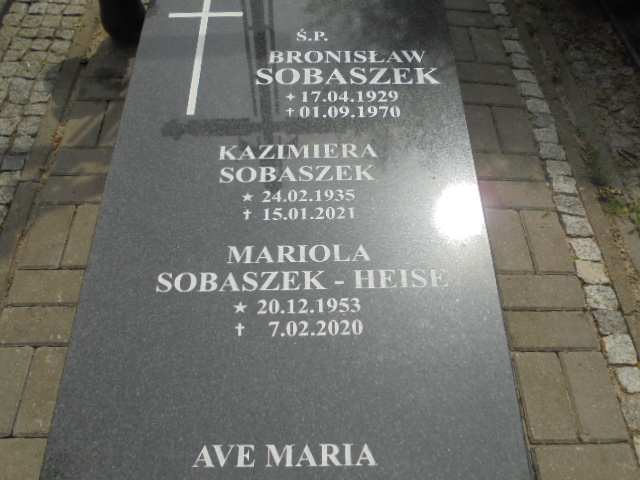 Ś.P.
BRONISŁAW
SOBASZEK
✦ 17.04.1929
† 01.09.1970
KAZIMIERA
SOBASZEK
★ 24.02.1935
† 15.01.2021
MARIOLA
SOBASZEK - HEISE
★ 20.12.1953
† 7.02.2020
AVE MARIA